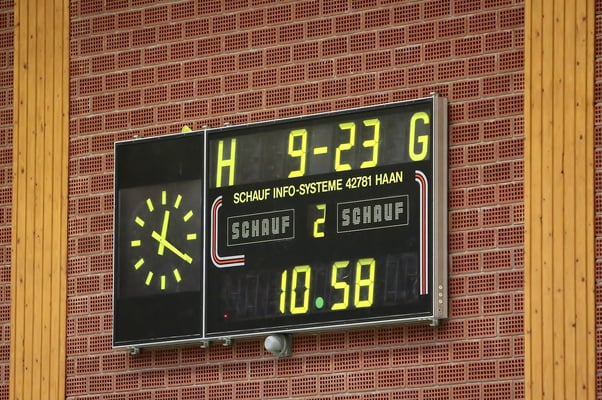 H 9-23 G
SCHAUF INFO-SYSTEME 42781 HAAN
SCHAUF 2 SCHAUF
10.58